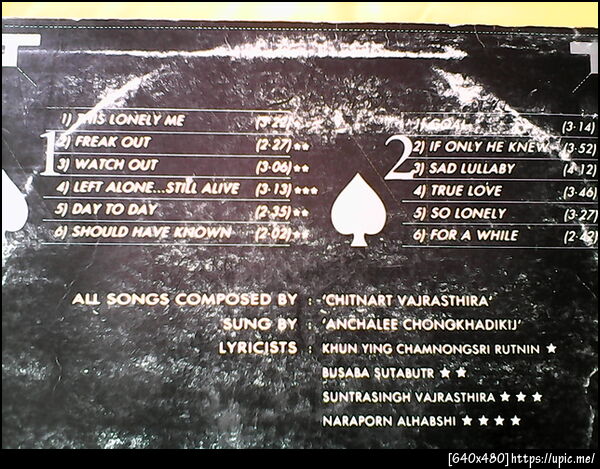 1
1) THIS LONELY ME (3·22)
2) FREAK OUT (2·27)★★
3) WATCH OUT (3·06)★★
4) LEFT ALONE...STILL ALIVE (3·13)★★★
5) DAY TO DAY (2·35)★★
6) SHOULD HAVE KNOWN (2·02)★★
2
1) GOAL (3·14)
2) IF ONLY HE KNEW (3·52)
3) SAD LULLABY (4·12)
4) TRUE LOVE (3·46)
5) SO LONELY (3·27)
6) FOR A WHILE (2·42)
ALL SONGS COMPOSED BY : 'CHITNART VAJRASTHIRA'
SUNG BY : 'ANCHALEE CHONGKHADIKIJ'
LYRICISTS : KHUN YING CHAMNONGSRI RUTNIN ★
BUSABA SUTABUTR ★ ★
SUNTRASINGH VAJRASTHIRA ★ ★ ★
NARAPORN ALHABSHI ★ ★ ★ ★
[640x480]https://upic.me/